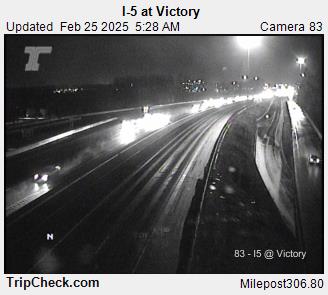 I-5 at Victory
Updated Feb 25 2025 5:28 AM Camera 83
T
N
83 - I5 @ Victory
TripCheck.com Milepost306.80